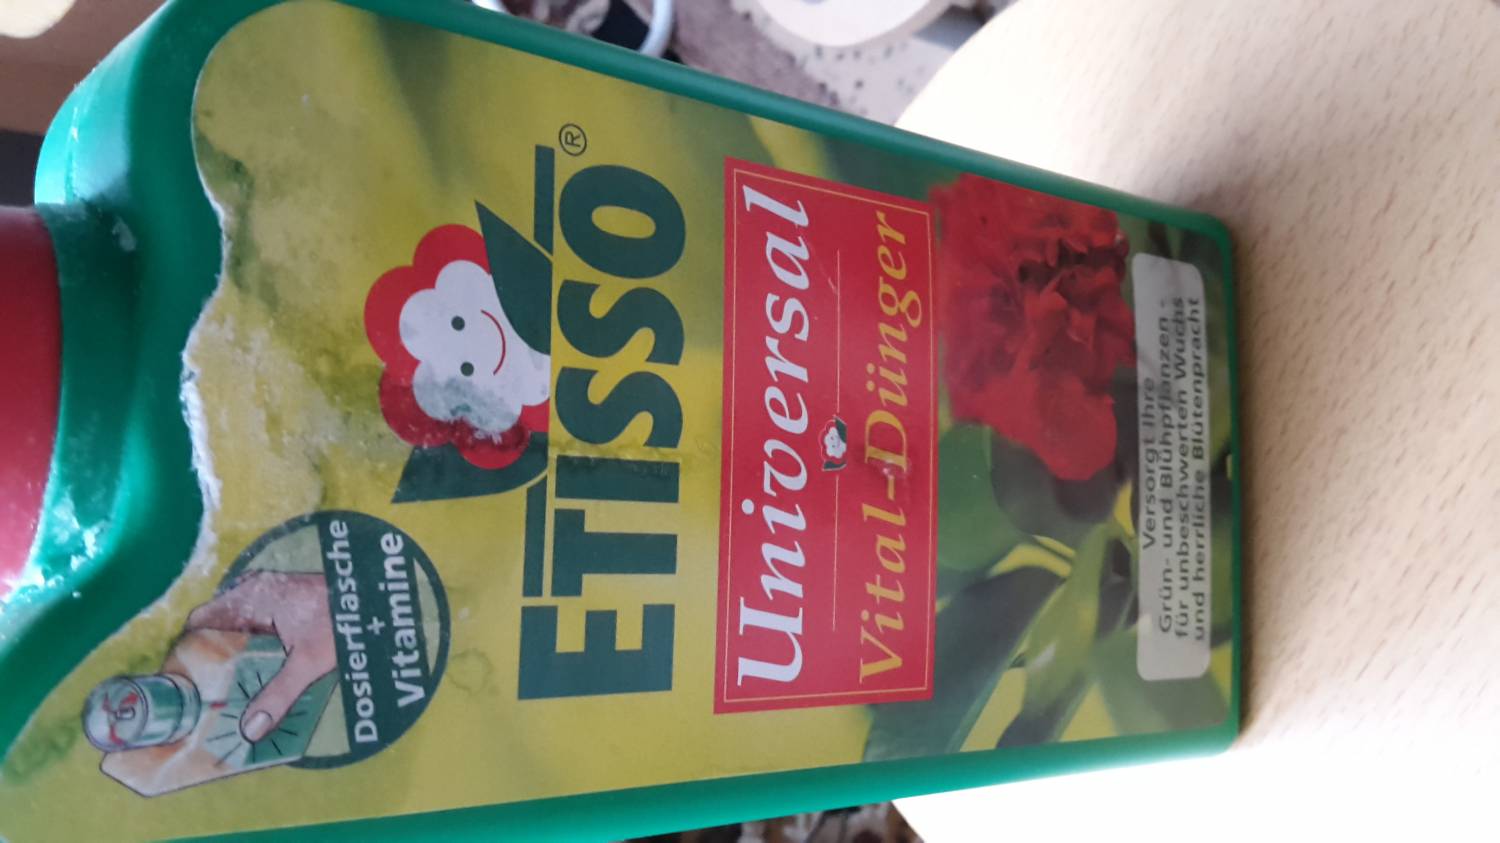 Dosierflasche
+
Vitamine
ETISSO®
Universal
Vital-Dünger
Versorgt Ihre
Grün- und Blühpflanzen -
für unbeschwerten Wuchs
und herrliche Blütenpracht